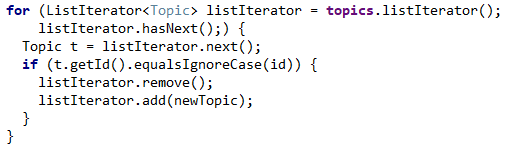 for (ListIterator<Topic> listIterator = topics.listIterator();
    listIterator.hasNext();) {
  Topic t = listIterator.next();
  if (t.getId().equalsIgnoreCase(id)) {
    listIterator.remove();
    listIterator.add(newTopic);
  }
}